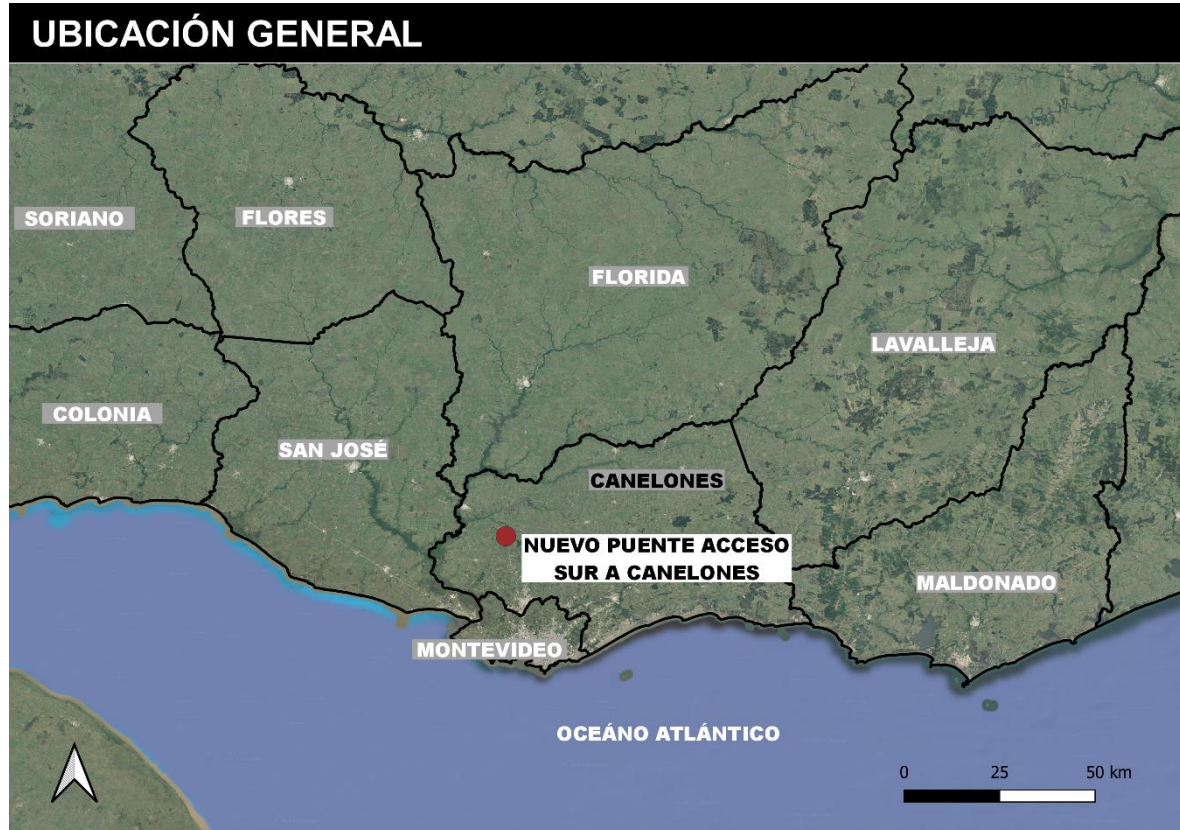 UBICACIÓN GENERAL
SORIANO
FLORES
FLORIDA
LAVALLEJA
COLONIA
SAN JOSÉ
CANELONES
NUEVO PUENTE ACCESO
SUR A CANELONES
MALDONADO
MONTEVIDEO
OCEÁNO ATLÁNTICO
0 25 50 km